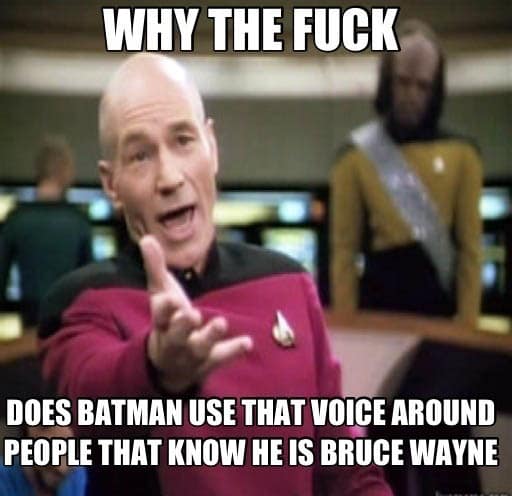 WHY THE FUCK
DOES BATMAN USE THAT VOICE AROUND
PEOPLE THAT KNOW HE IS BRUCE WAYNE